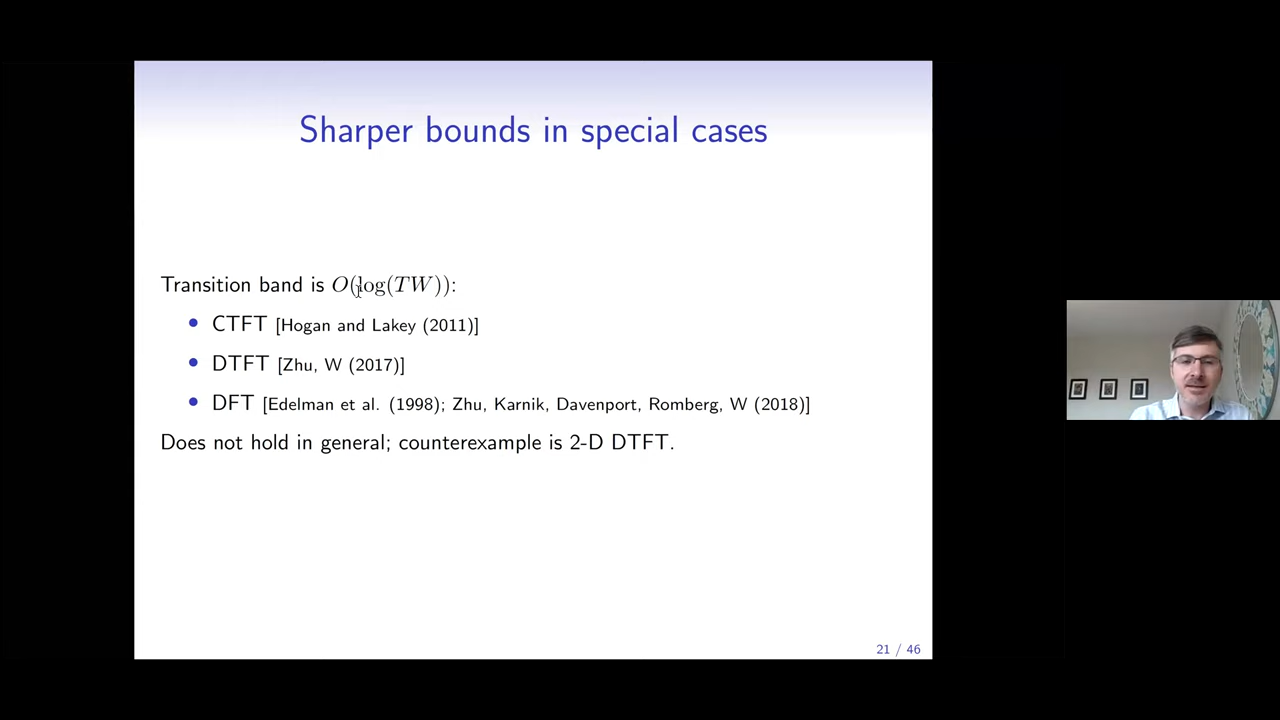 Sharper bounds in special cases
Transition band is O(log(TW)):
• CTFT [Hogan and Lakey (2011)]
• DTFT [Zhu, W (2017)]
• DFT [Edelman et al. (1998); Zhu, Karnik, Davenport, Romberg, W (2018)]
Does not hold in general; counterexample is 2-D DTFT.
21 / 46